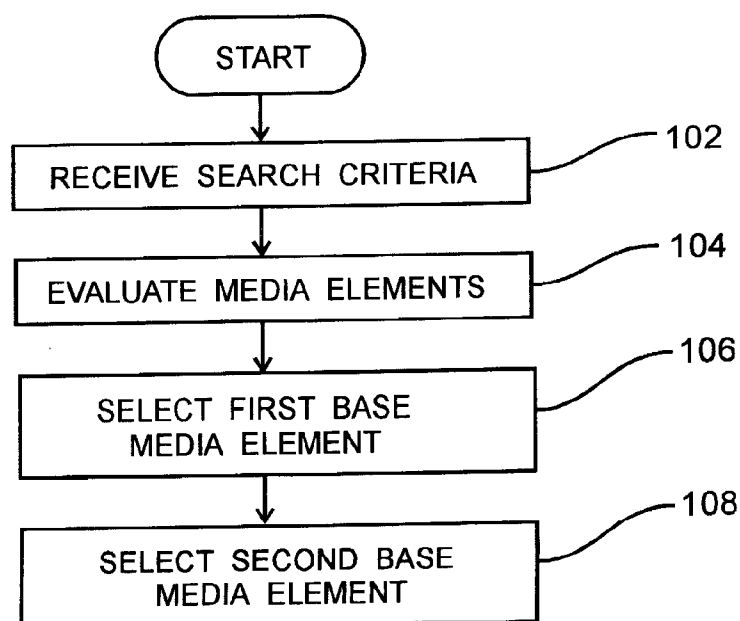 START
RECEIVE SEARCH CRITERIA
102
EVALUATE MEDIA ELEMENTS
104
SELECT FIRST BASE
MEDIA ELEMENT
106
SELECT SECOND BASE
MEDIA ELEMENT
108